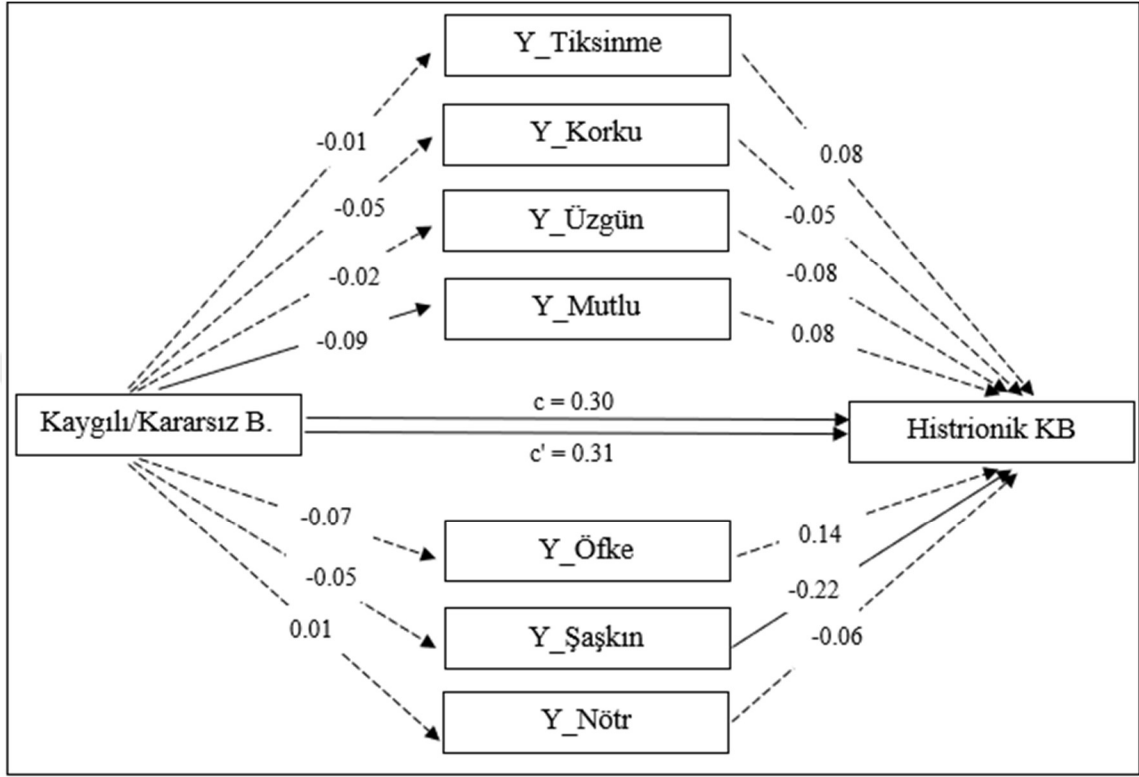 Y_Tiksinme
-0.01
0.08
Y_Korku
-0.05
-0.05
Y_Üzgün
-0.02
-0.08
Y_Mutlu
-0.09
0.08
Kaygılı/Kararsız B.
c = 0.30
c' = 0.31
Histrionik KB
-0.07
Y_Öfke
0.14
-0.05
Y_Şaşkın
-0.22
0.01
Y_Nötr
-0.06